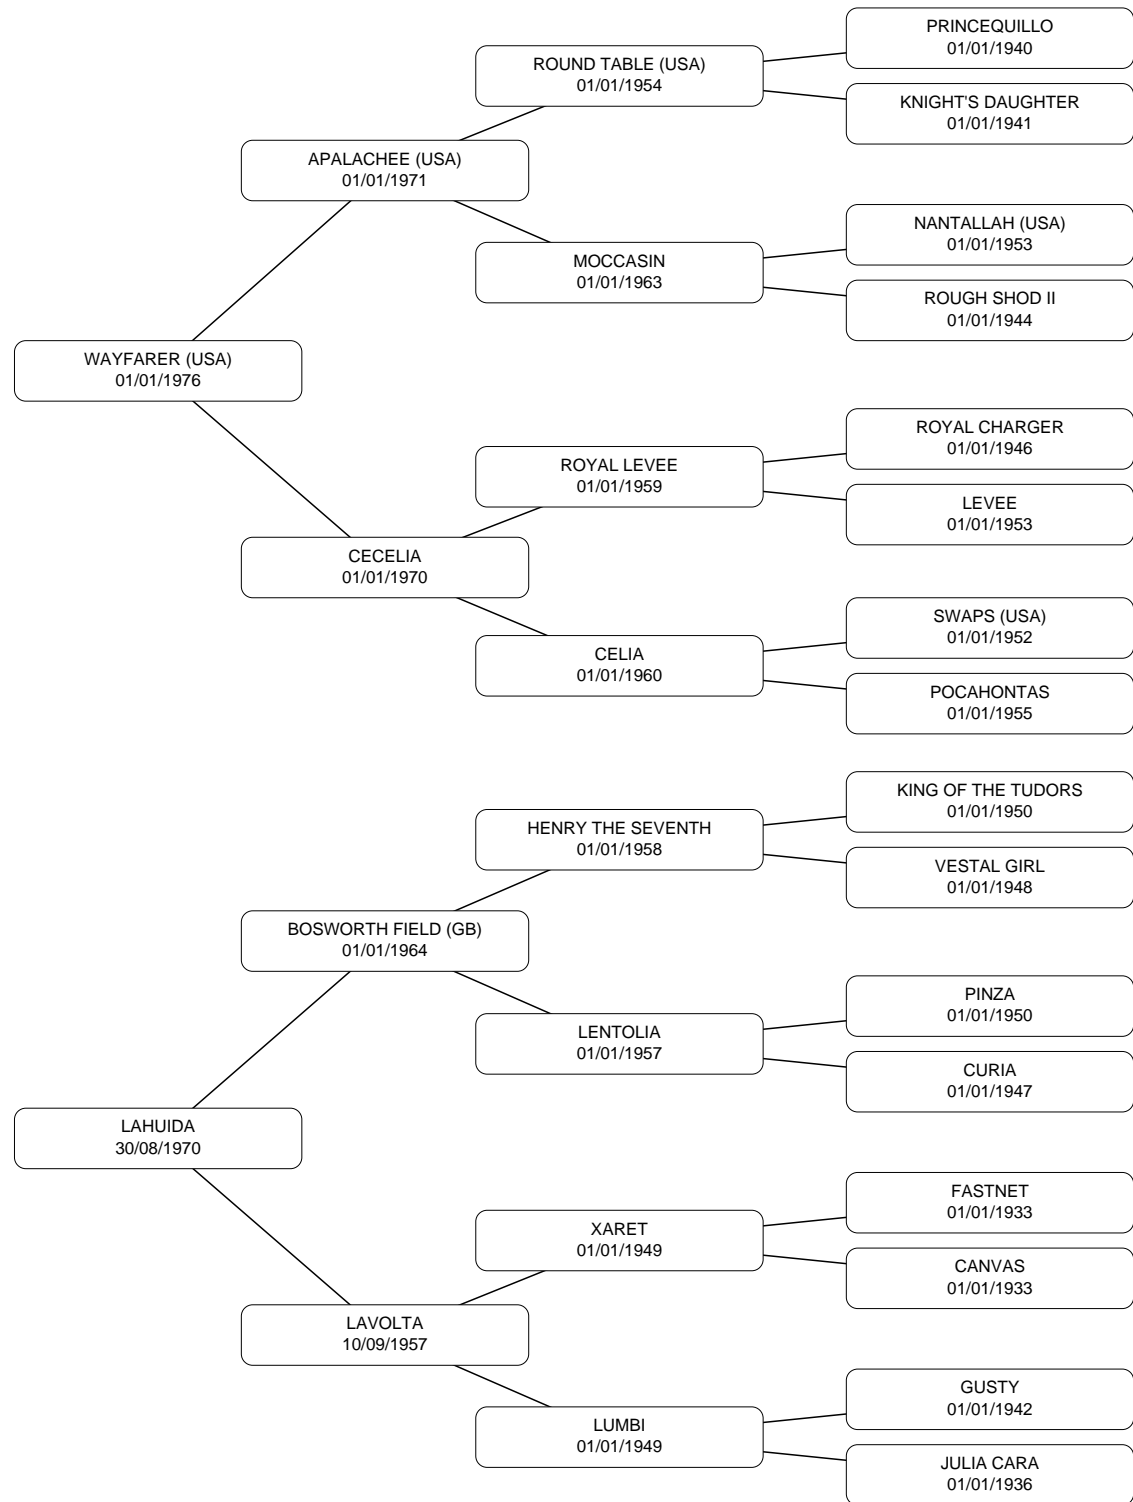 PRINCEQUILLO
01/01/1940
ROUND TABLE (USA)
01/01/1954
KNIGHT'S DAUGHTER
01/01/1941
APALACHEE (USA)
01/01/1971
NANTALLAH (USA)
01/01/1953
MOCCASIN
01/01/1963
ROUGH SHOD II
01/01/1944
WAYFARER (USA)
01/01/1976
ROYAL CHARGER
01/01/1946
ROYAL LEVEE
01/01/1959
LEVEE
01/01/1953
CECELIA
01/01/1970
SWAPS (USA)
01/01/1952
CELIA
01/01/1960
POCAHONTAS
01/01/1955
KING OF THE TUDORS
01/01/1950
HENRY THE SEVENTH
01/01/1958
VESTAL GIRL
01/01/1948
BOSWORTH FIELD (GB)
01/01/1964
PINZA
01/01/1950
LENTOLIA
01/01/1957
CURIA
01/01/1947
LAHUIDA
30/08/1970
FASTNET
01/01/1933
XARET
01/01/1949
CANVAS
01/01/1933
LAVOLTA
10/09/1957
GUSTY
01/01/1942
LUMBI
01/01/1949
JULIA CARA
01/01/1936